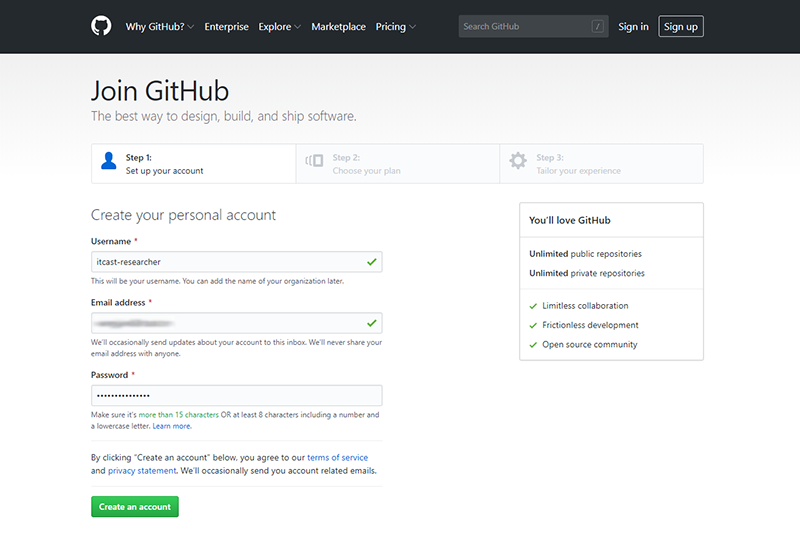 Why GitHub? Enterprise Explore Marketplace Pricing Search GitHub / Sign in Sign up
Join GitHub
The best way to design, build, and ship software.
Step 1:
Set up your account
Step 2:
Choose your plan
Step 3:
Tailor your experience
Create your personal account
Username *
itcast-researcher
This will be your username. You can add the name of your organization later.
Email address *
We'll occasionally send updates about your account to this inbox. We'll never share your
email address with anyone.
Password *
•••••••••••••••
Make sure it's more than 15 characters OR at least 8 characters including a number and
a lowercase letter. Learn more.
By clicking "Create an account" below, you agree to our terms of service
and privacy statement. We'll occasionally send you account related emails.
Create an account
You'll love GitHub
Unlimited public repositories
Unlimited private repositories
Limitless collaboration
Frictionless development
Open source community